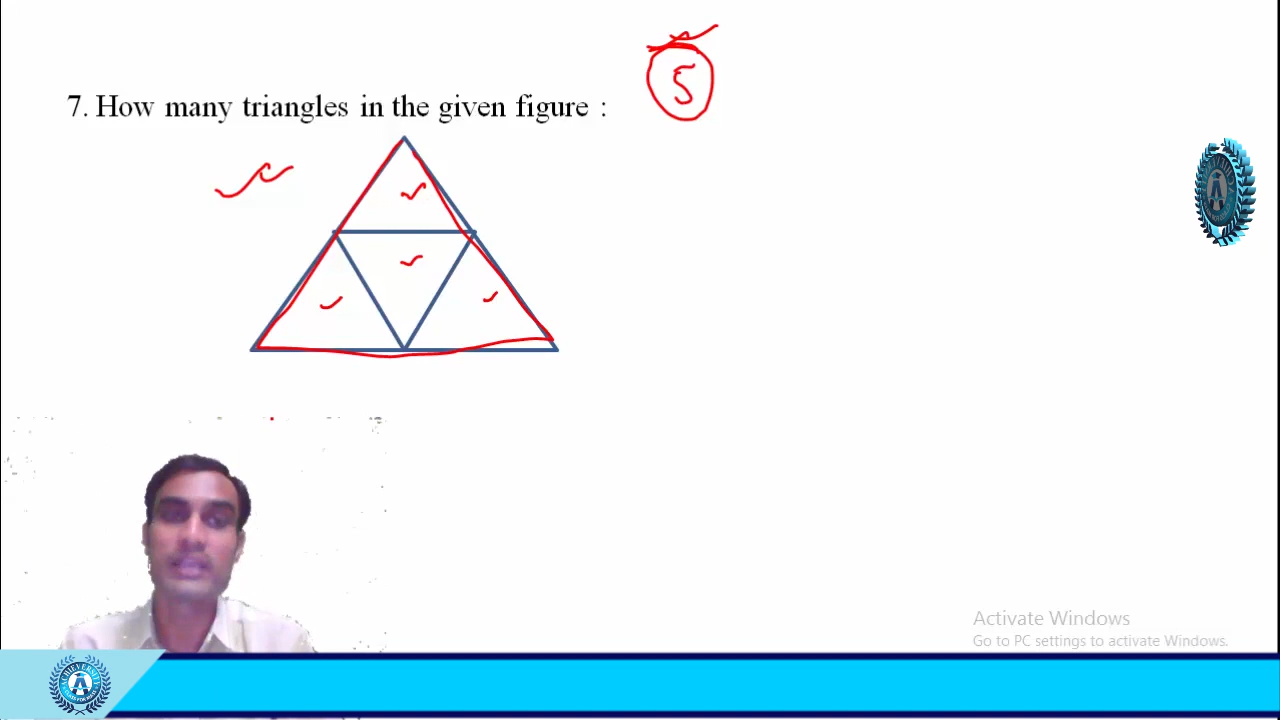 5
7. How many triangles in the given figure :
Activate Windows
Go to PC settings to activate Windows.